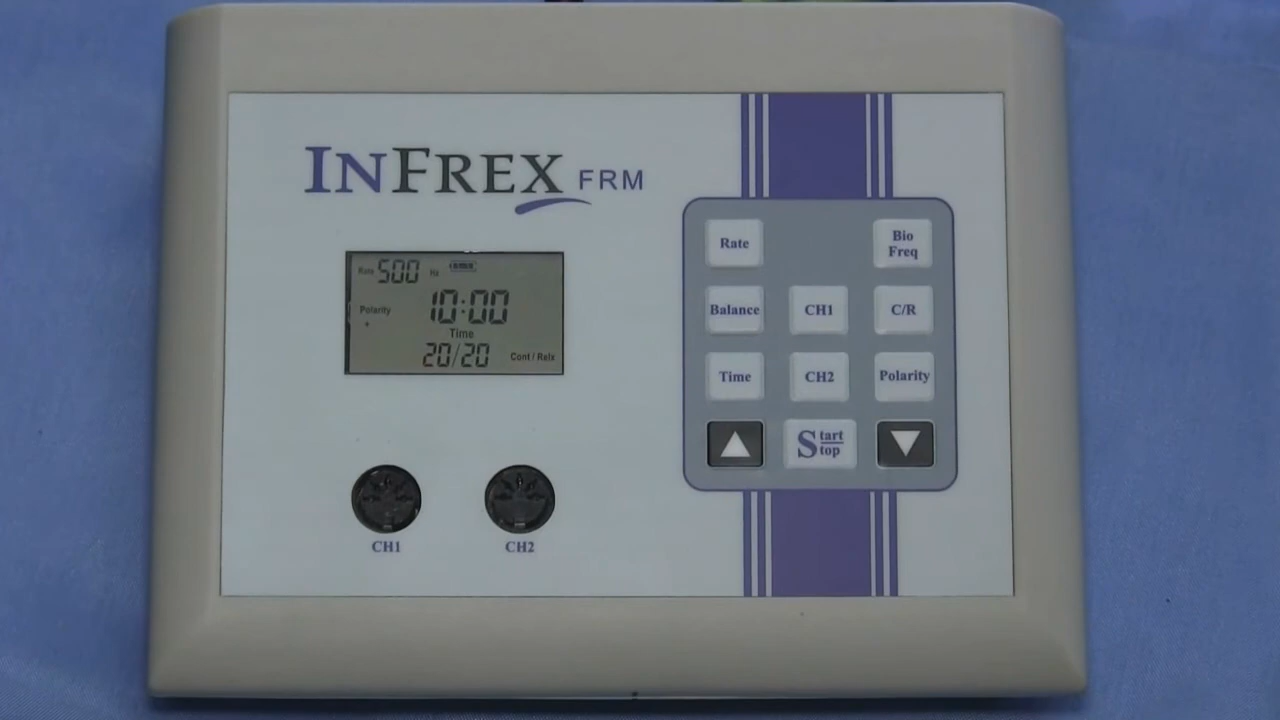 INFREX FRM
Rate 500 Hz
10:00
Polarity
+
Time
20/20
Cont / Relx
CH1
CH2
Rate
Bio
Freq
Balance
CH1
C/R
Time
CH2
Polarity
Start
Stop